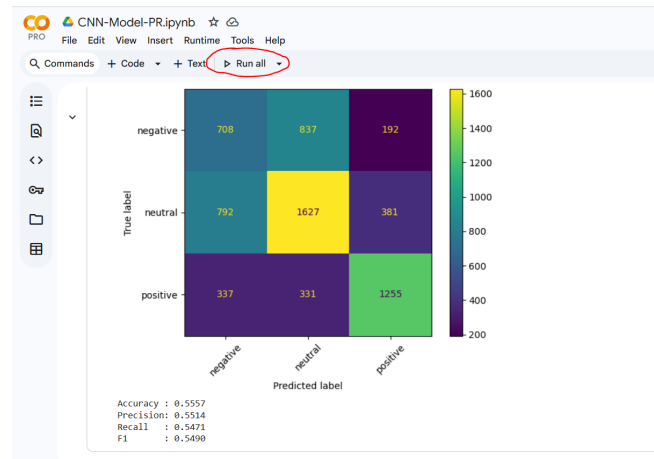 CNN-Model-PR.ipynb
PRO
File Edit View Insert Runtime Tools Help
Commands + Code + Text Run all
negative
708 837 192
neutral
792 1627 381
positive
337 331 1255
True label
negative neutral positive
Predicted label
1600
1400
1200
1000
800
600
400
200
Accuracy : 0.5557
Precision: 0.5514
Recall : 0.5471
F1 : 0.5490